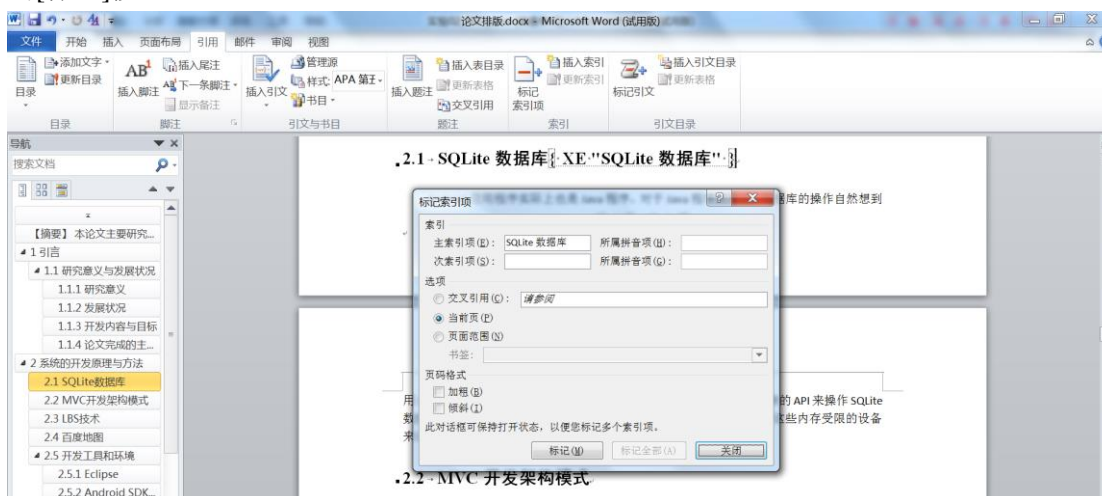 论文排版.docx - Microsoft Word (试用版)
文件 开始 插入 页面布局 引用 邮件 审阅 视图
目录
添加文字
更新目录
目录
AB¹
插入脚注
插入尾注
下一条脚注
显示备注
脚注
插入引文
管理源
样式: APA 第五
书目
引文与书目
插入题注
插入表目录
更新表格
交叉引用
题注
标记
索引项
插入索引
更新索引
索引
标记引文
插入引文目录
更新表格
引文目录
导航
搜索文档
【摘要】 本论文主要研究...
1 引言
1.1 研究意义与发展状况
1.1.1 研究意义
1.1.2 发展状况
1.1.3 开发内容与目标
1.1.4 论文完成的主...
2 系统的开发原理与方法
2.1 SQLite数据库
2.2 MVC开发架构模式
2.3 LBS技术
2.4 百度地图
2.5 开发工具和环境
2.5.1 Eclipse
2.5.2 Android SDK...
2.1 SQLite 数据库{ XE "SQLite 数据库" }
据库的操作自然想到
标记索引项
索引
主索引项(E): SQLite 数据库 所属拼音项(H):
次索引项(S): 所属拼音项(G):
选项
交叉引用(C): 请参阅
当前页(P)
页面范围(N)
书签:
页码格式
加粗(B)
倾斜(I)
此对话框可保持打开状态，以便您标记多个索引项。
标记(M) 标记全部(A) 关闭
用
的 API 来操作 SQLite
数
这些内存受限的设备
来
2.2 MVC 开发架构模式